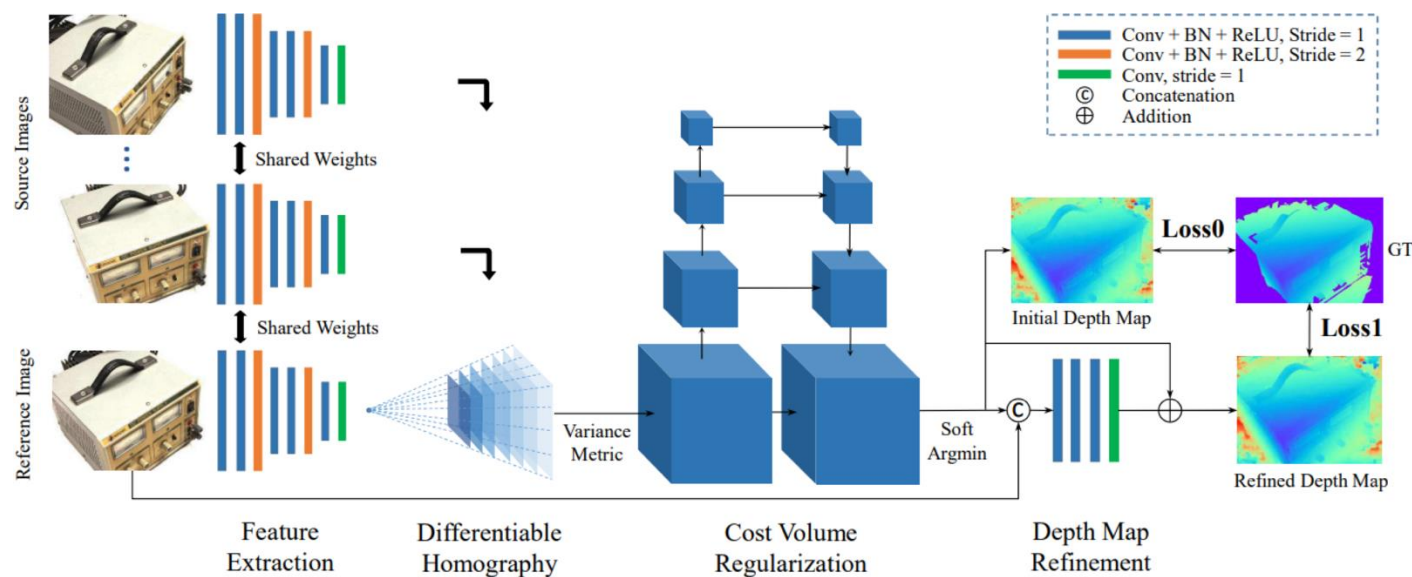 Source Images
Reference Image
Shared Weights
Shared Weights
Conv + BN + ReLU, Stride = 1
Conv + BN + ReLU, Stride = 2
Conv, stride = 1
C
Concatenation
Addition
Variance
Metric
Soft
Argmin
C
Initial Depth Map
Loss0
GT
Loss1
Refined Depth Map
Feature
Extraction
Differentiable
Homography
Cost Volume
Regularization
Depth Map
Refinement